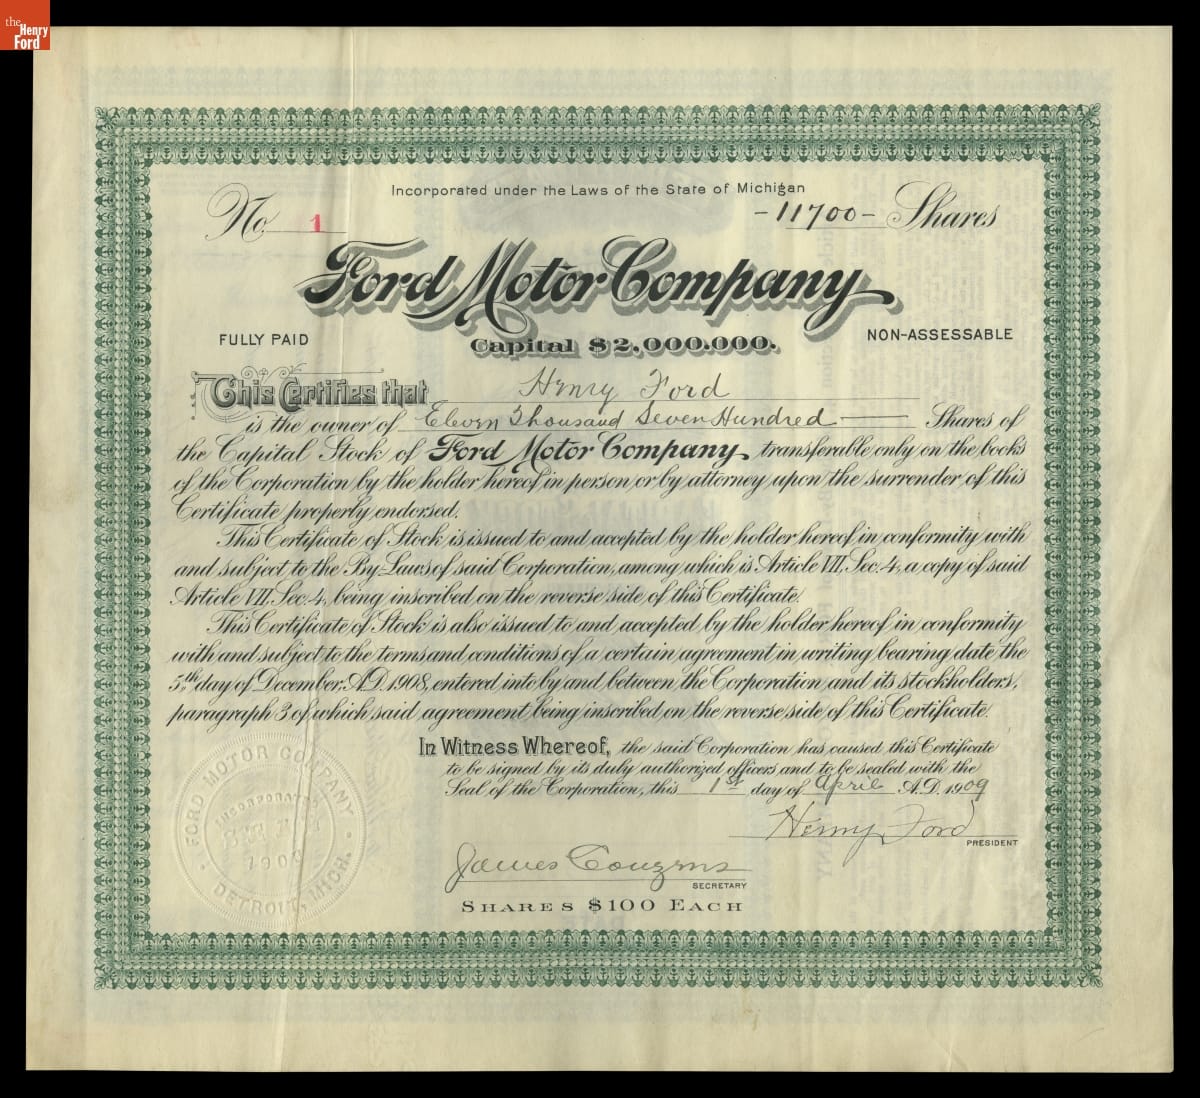 the
Henry
Ford
Incorporated under the Laws of the State of Michigan
No. 1
-11700- Shares
Ford Motor Company
FULLY PAID
NON-ASSESSABLE
Capital $2,000,000.
This Certifies that Henry Ford
is the owner of Eleven Thousand Seven Hundred Shares of
the Capital Stock of Ford Motor Company transferable only on the books
of the Corporation by the holder hereof in person or by attorney upon the surrender of this
Certificate properly endorsed.
This Certificate of Stock is issued to and accepted by the holder hereof in conformity with
and subject to the By Laws of said Corporation, among which is Article VII, Sec. 4, a copy of said
Article VII, Sec. 4, being inscribed on the reverse side of this Certificate.
This Certificate of Stock is also issued to and accepted by the holder hereof in conformity
with and subject to the terms and conditions of a certain agreement in writing bearing date the
5th day of December, A.D. 1908, entered into by and between the Corporation and its stockholders,
paragraph 3 of which said agreement being inscribed on the reverse side of this Certificate.
In Witness Whereof, the said Corporation has caused this Certificate
to be signed by its duly authorized officers and to be sealed with the
Seal of the Corporation, this 1st day of April A.D. 1909
Henry Ford
PRESIDENT
James Couzens
SECRETARY
SHARES $100 EACH
FORD MOTOR COMPANY
INCORPORATED
SEAL
DETROIT, MICH.